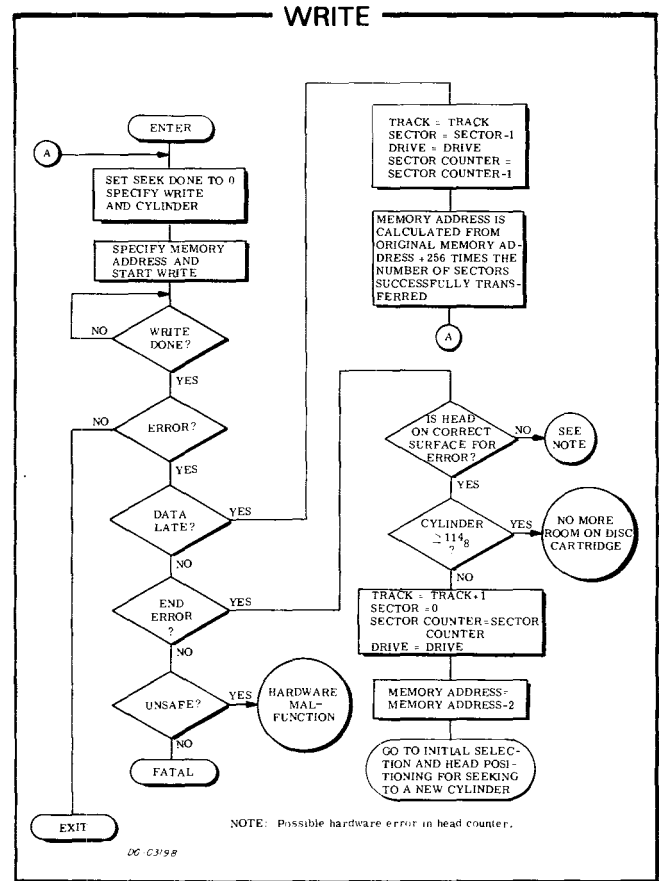 WRITE
ENTER
A
SET SEEK DONE TO 0
SPECIFY WRITE
AND CYLINDER
SPECIFY MEMORY
ADDRESS AND
START WRITE
NO
WRITE
DONE?
YES
NO
ERROR?
YES
DATA
LATE?
YES
NO
END
ERROR
?
YES
NO
UNSAFE?
YES
HARDWARE
MAL-
FUNCTION
NO
FATAL
EXIT
TRACK = TRACK
SECTOR = SECTOR-1
DRIVE = DRIVE
SECTOR COUNTER =
SECTOR COUNTER-1
MEMORY ADDRESS IS
CALCULATED FROM
ORIGINAL MEMORY AD-
DRESS +256 TIMES THE
NUMBER OF SECTORS
SUCCESSFULLY TRANS-
FERRED
A
IS HEAD
ON CORRECT
SURFACE FOR
ERROR?
NO
SEE
NOTE
YES
CYLINDER
≥114₈
?
YES
NO MORE
ROOM ON DISC
CARTRIDGE
NO
TRACK = TRACK+1
SECTOR =0
SECTOR COUNTER=SECTOR
COUNTER
DRIVE = DRIVE
MEMORY ADDRESS=
MEMORY ADDRESS-2
GO TO INITIAL SELEC-
TION AND HEAD POSI-
TIONING FOR SEEKING
TO A NEW CYLINDER
NOTE: Possible hardware error in head counter.
DG-03198